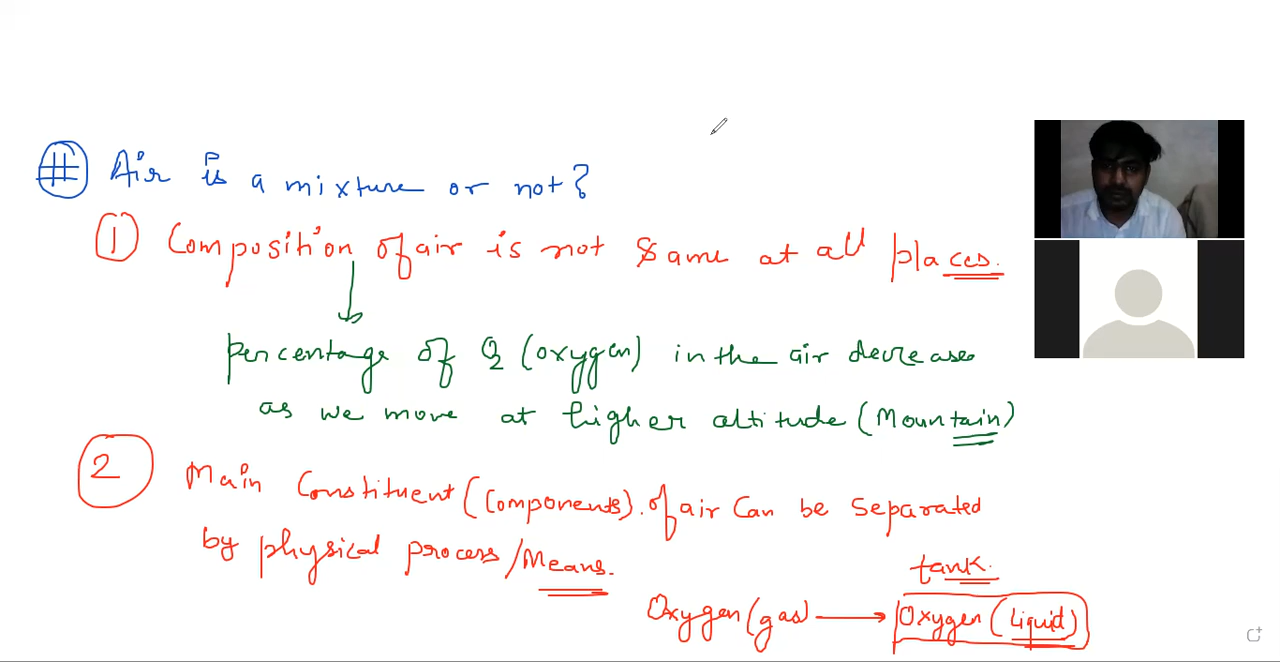 # Air is a mixture or not?
1 Composition of air is not same at all places.
Percentage of O2 (oxygen) in the air decreases
as we move at higher altitude (Mountain)
2 Main Constituent (Components). of air Can be separated
by physical process/Means.
tank.
Oxygen (gas) → Oxygen (Liquid)